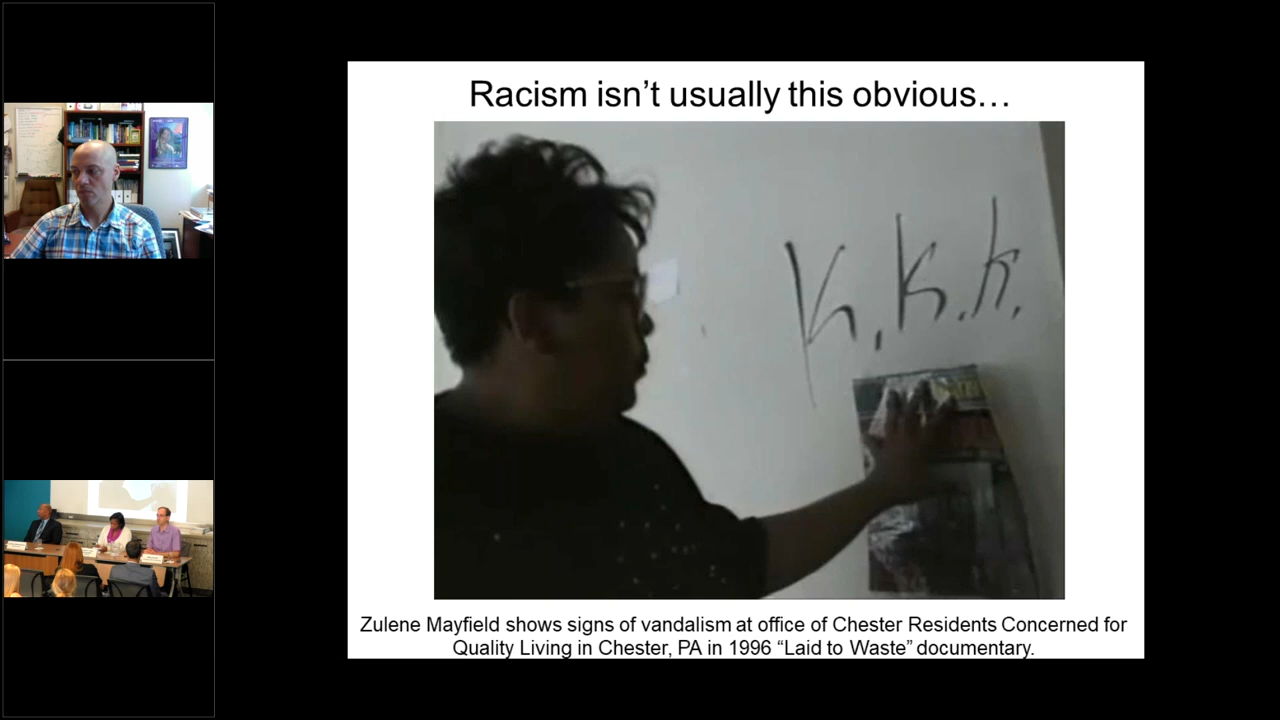 Racism isn’t usually this obvious…
K.K.K.
Zulene Mayfield shows signs of vandalism at office of Chester Residents Concerned for
Quality Living in Chester, PA in 1996 “Laid to Waste” documentary.